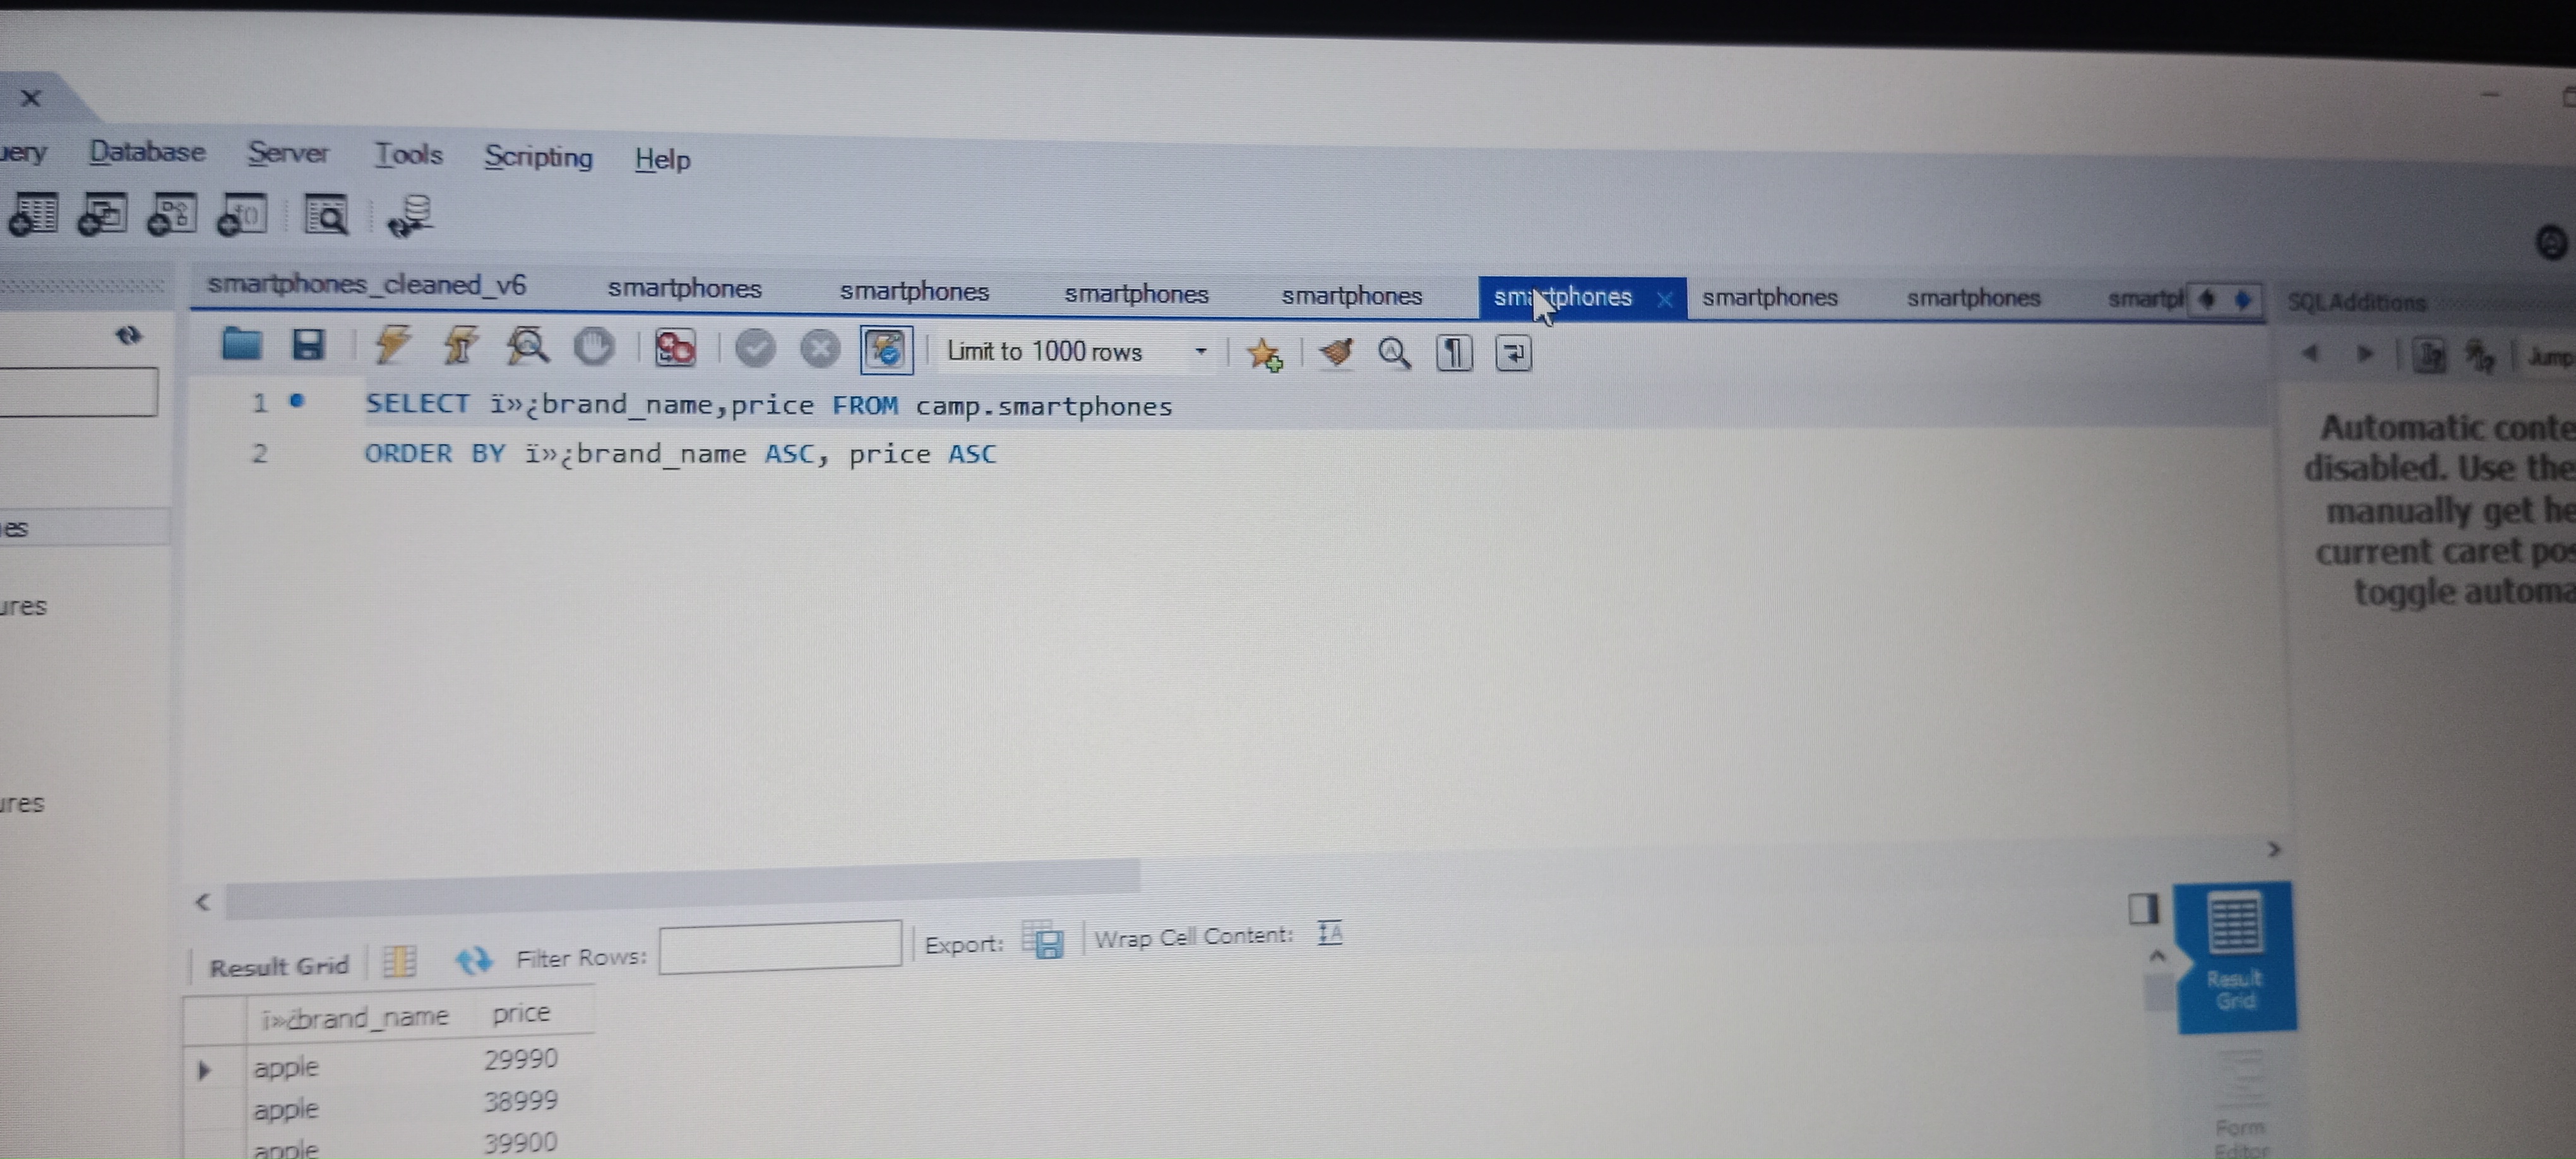 uery Database Server Tools Scripting Help
smartphones_cleaned_v6 smartphones smartphones smartphones smartphones smartphones smartphones smartphones smartpl SQLAdditions
Limit to 1000 rows Jump
1 SELECT ï»¿brand_name,price FROM camp.smartphones
2 ORDER BY ï»¿brand_name ASC, price ASC
Automatic conte
disabled. Use the
manually get he
current caret pos
toggle automa
es
ures
ures
Result Grid Filter Rows: Export: Wrap Cell Content:
ï»¿brand_name price
apple 29990
apple 38999
apple 39900
Result
Grid
Form
Editor